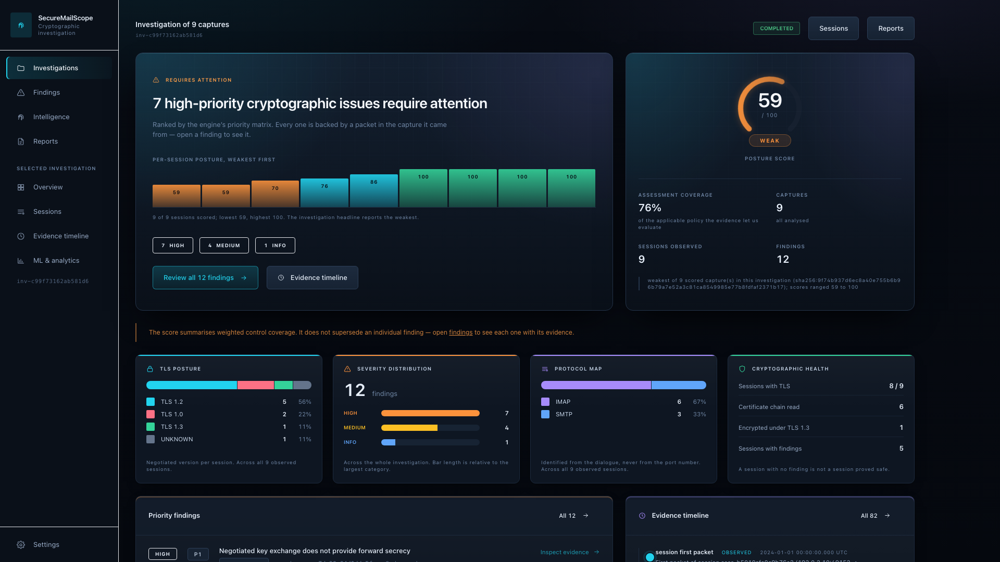 SecureMailScope
Cryptographic
investigation
Investigations
Findings
Intelligence
Reports
SELECTED INVESTIGATION
Overview
Sessions
Evidence timeline
ML & analytics
inv-c99f73162ab581d6
Settings
Investigation of 9 captures
inv-c99f73162ab581d6
COMPLETED
Sessions
Reports
REQUIRES ATTENTION
7 high-priority cryptographic issues require attention
Ranked by the engine's priority matrix. Every one is backed by a packet in the capture it came
from — open a finding to see it.
PER-SESSION POSTURE, WEAKEST FIRST
59 59 70 76 86 100 100 100 100
9 of 9 sessions scored; lowest 59, highest 100. The investigation headline reports the weakest.
7 HIGH
4 MEDIUM
1 INFO
Review all 12 findings →
Evidence timeline
59
/ 100
WEAK
POSTURE SCORE
ASSESSMENT COVERAGE
76%
of the applicable policy the evidence let us
evaluate
CAPTURES
9
all analysed
SESSIONS OBSERVED
9
FINDINGS
12
weakest of 9 scored capture(s) in this investigation (sha256:9f74b937d6ec8a40e755b6b9
6b79a7e52a3c81ca8549985e77b8fdfaf2371b17); scores ranged 59 to 100
The score summarises weighted control coverage. It does not supersede an individual finding — open findings to see each one with its evidence.
TLS POSTURE
TLS 1.2 5 56%
TLS 1.0 2 22%
TLS 1.3 1 11%
UNKNOWN 1 11%
Negotiated version per session. Across all 9 observed
sessions.
SEVERITY DISTRIBUTION
12 findings
HIGH 7
MEDIUM 4
INFO 1
Across the whole investigation. Bar length is relative to the
largest category.
PROTOCOL MAP
IMAP 6 67%
SMTP 3 33%
Identified from the dialogue, never from the port number.
Across all 9 observed sessions.
CRYPTOGRAPHIC HEALTH
Sessions with TLS 8 / 9
Certificate chain read 6
Encrypted under TLS 1.3 1
Sessions with findings 5
A session with no finding is not a session proved safe.
Priority findings
All 12 →
HIGH
P1
Negotiated key exchange does not provide forward secrecy
Inspect evidence →
Evidence timeline
All 82 →
session first packet OBSERVED 2024-01-01 00:00:00.000 UTC